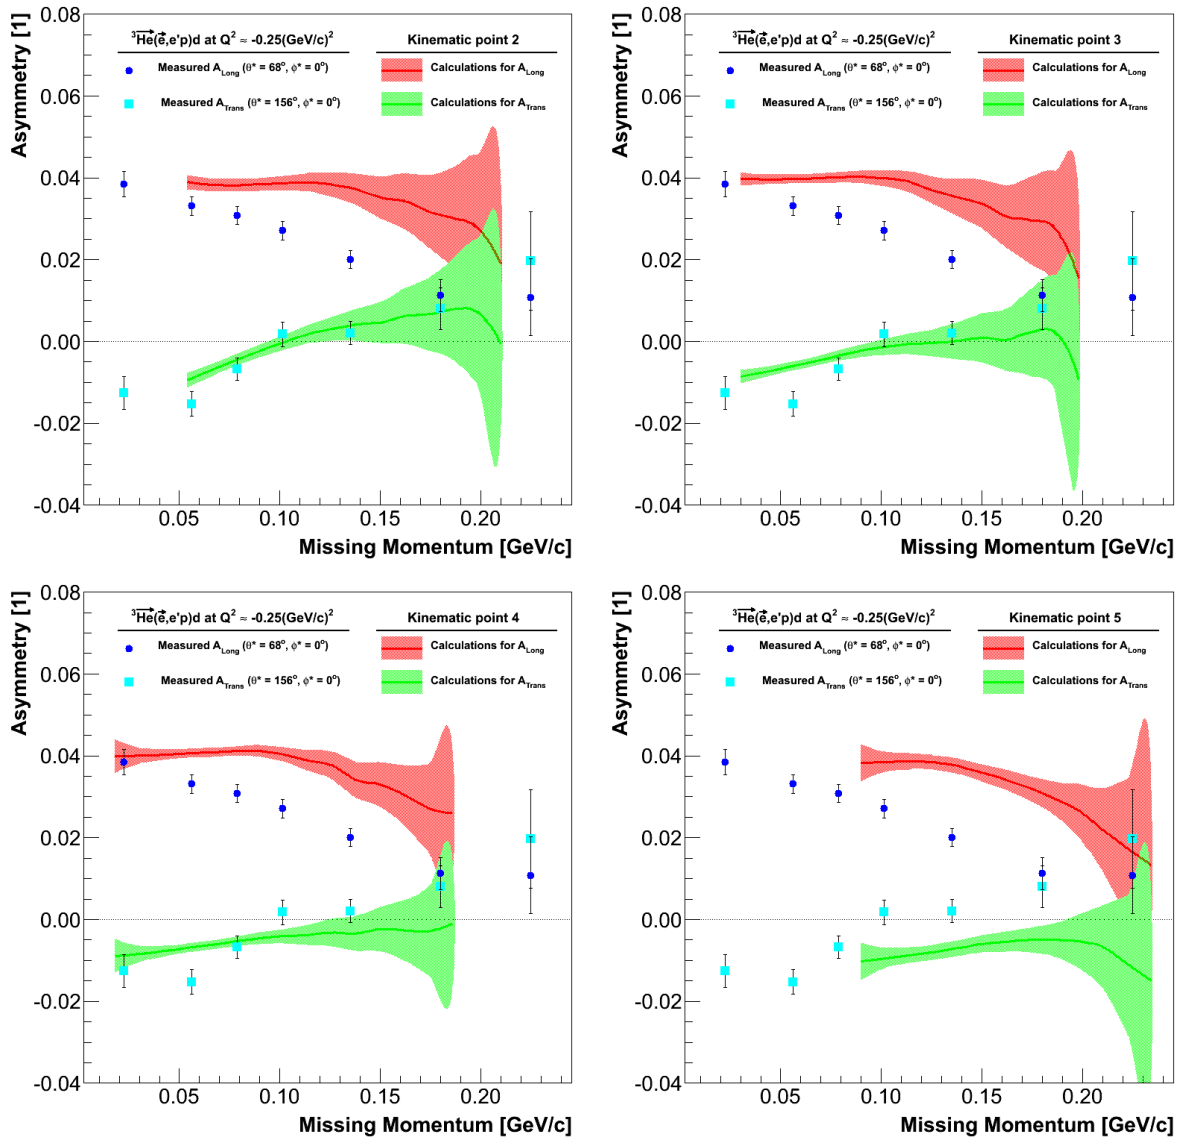 0.08
0.06
0.04
0.02
0.00
-0.02
-0.04
Asymmetry [1]
³He(e,e'p)d at Q² ≈ -0.25(GeV/c)²
Kinematic point 2
Measured A_Long (θ* = 68°, ϕ* = 0°)
Calculations for A_Long
Measured A_Trans (θ* = 156°, ϕ* = 0°)
Calculations for A_Trans
0.05 0.10 0.15 0.20
Missing Momentum [GeV/c]
0.08
0.06
0.04
0.02
0.00
-0.02
-0.04
Asymmetry [1]
³He(e,e'p)d at Q² ≈ -0.25(GeV/c)²
Kinematic point 3
Measured A_Long (θ* = 68°, ϕ* = 0°)
Calculations for A_Long
Measured A_Trans (θ* = 156°, ϕ* = 0°)
Calculations for A_Trans
0.05 0.10 0.15 0.20
Missing Momentum [GeV/c]
0.08
0.06
0.04
0.02
0.00
-0.02
-0.04
Asymmetry [1]
³He(e,e'p)d at Q² ≈ -0.25(GeV/c)²
Kinematic point 4
Measured A_Long (θ* = 68°, ϕ* = 0°)
Calculations for A_Long
Measured A_Trans (θ* = 156°, ϕ* = 0°)
Calculations for A_Trans
0.05 0.10 0.15 0.20
Missing Momentum [GeV/c]
0.08
0.06
0.04
0.02
0.00
-0.02
-0.04
Asymmetry [1]
³He(e,e'p)d at Q² ≈ -0.25(GeV/c)²
Kinematic point 5
Measured A_Long (θ* = 68°, ϕ* = 0°)
Calculations for A_Long
Measured A_Trans (θ* = 156°, ϕ* = 0°)
Calculations for A_Trans
0.05 0.10 0.15 0.20
Missing Momentum [GeV/c]